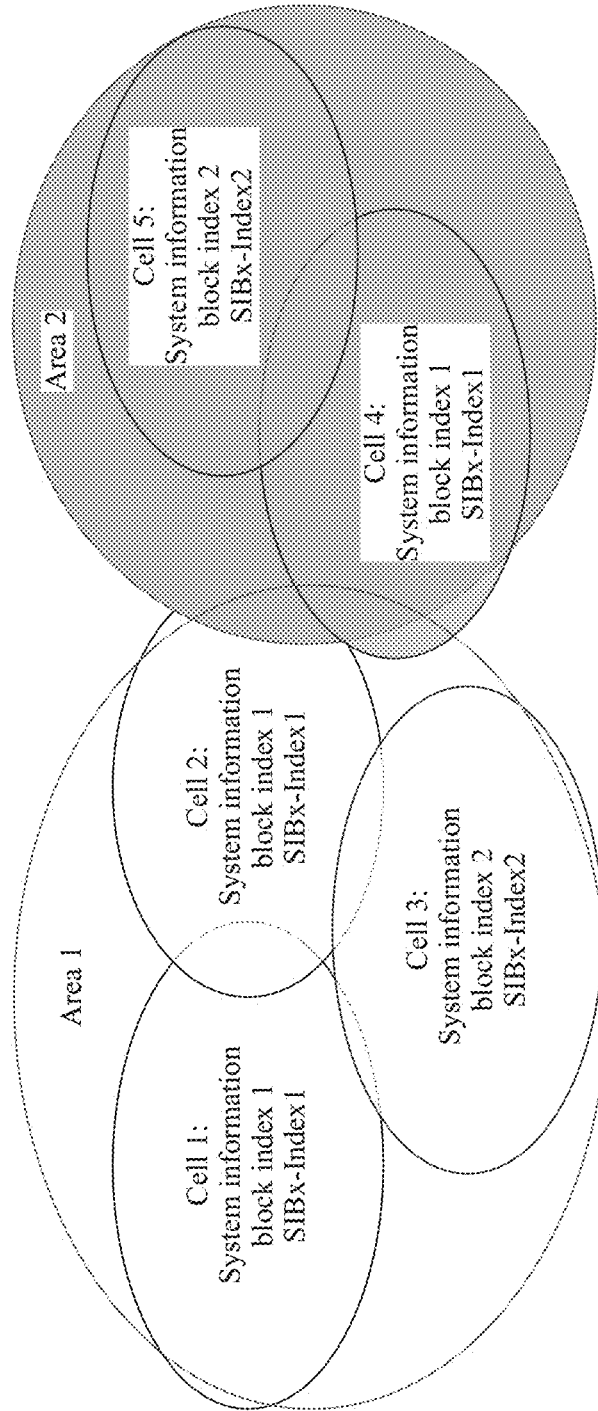 Area 1
Cell 1:
System information
block index 1
SIBx-Index1
Cell 2:
System information
block index 1
SIBx-Index1
Cell 3:
System information
block index 2
SIBx-Index2
Area 2
Cell 5:
System information
block index 2
SIBx-Index2
Cell 4:
System information
block index 1
SIBx-Index1